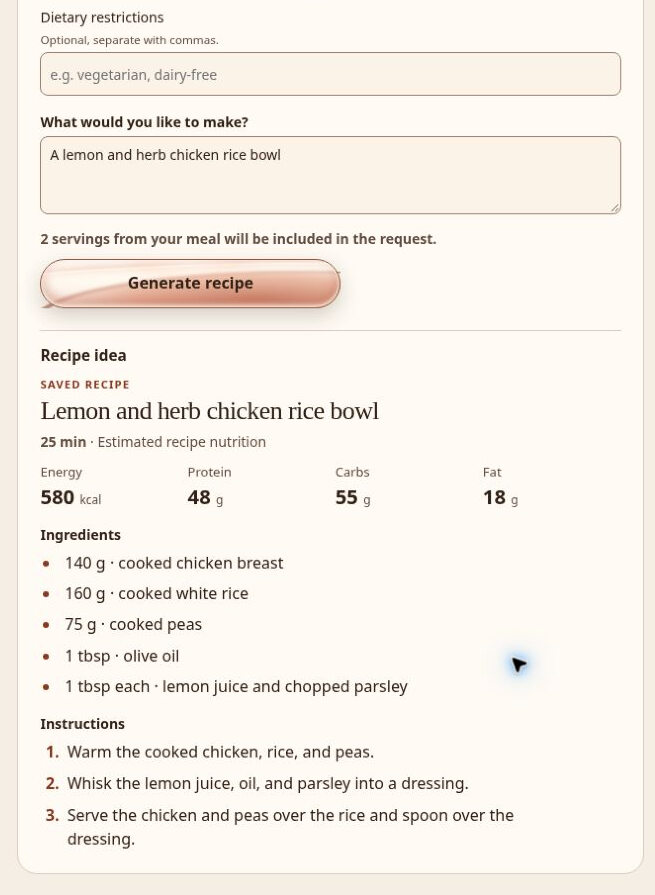 Dietary restrictions
Optional, separate with commas.
e.g. vegetarian, dairy-free
What would you like to make?
A lemon and herb chicken rice bowl
2 servings from your meal will be included in the request.
Generate recipe
Recipe idea
SAVED RECIPE
Lemon and herb chicken rice bowl
25 min · Estimated recipe nutrition
Energy Protein Carbs Fat
580 kcal 48 g 55 g 18 g
Ingredients
• 140 g · cooked chicken breast
• 160 g · cooked white rice
• 75 g · cooked peas
• 1 tbsp · olive oil
• 1 tbsp each · lemon juice and chopped parsley
Instructions
1. Warm the cooked chicken, rice, and peas.
2. Whisk the lemon juice, oil, and parsley into a dressing.
3. Serve the chicken and peas over the rice and spoon over the
dressing.